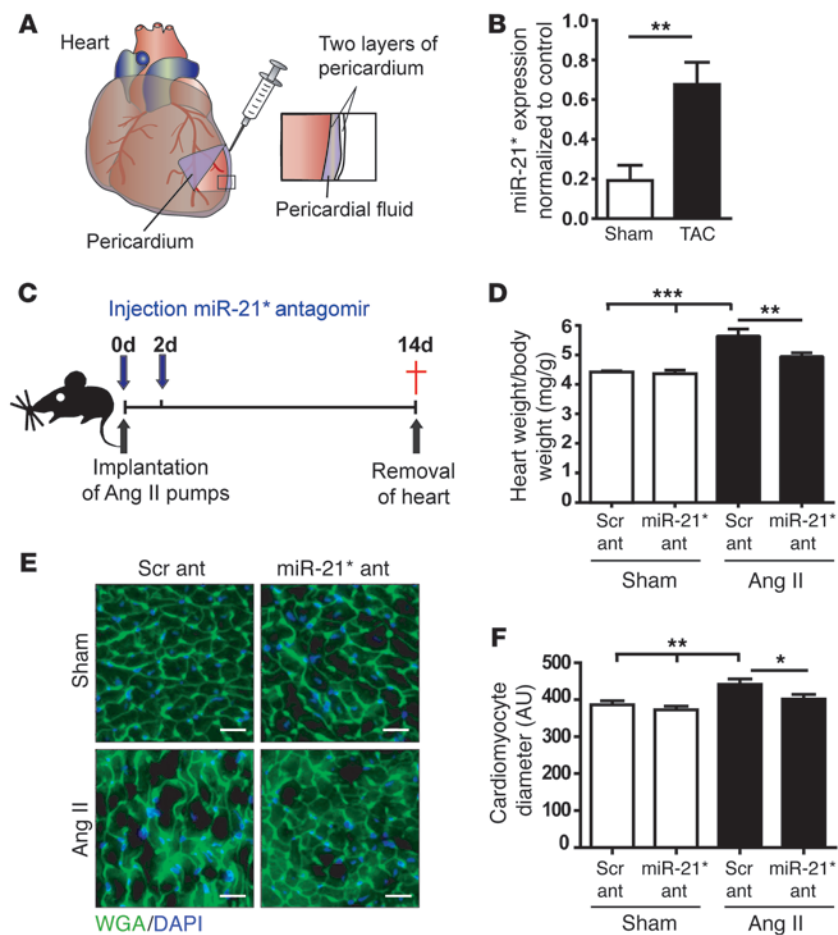 A
Heart
Two layers of
pericardium
Pericardial fluid
Pericardium
B
miR-21* expression
normalized to control
**
1.0
0.8
0.6
0.4
0.2
0.0
Sham TAC
C
Injection miR-21* antagomir
0d 2d 14d
Implantation
of Ang II pumps
Removal
of heart
D
Heart weight/body
weight (mg/g)
*** **
6
5
4
3
2
1
0
Scr miR-21* Scr miR-21*
ant ant ant ant
Sham Ang II
E
Scr ant miR-21* ant
Sham
Ang II
WGA/DAPI
F
Cardiomyocyte
diameter (AU)
** *
500
400
300
200
100
0
Scr miR-21* Scr miR-21*
ant ant ant ant
Sham Ang II